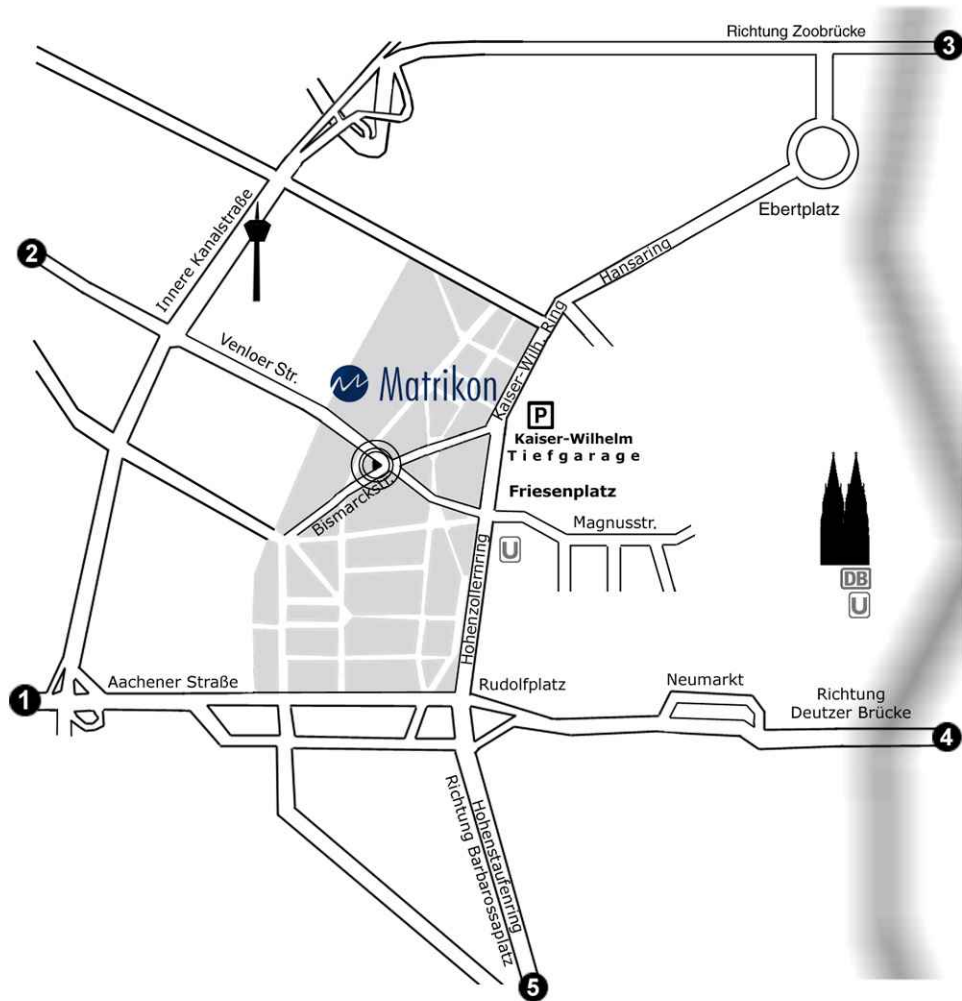 Richtung Zoobrücke
3
Ebertplatz
Hansaring
2
Innere Kanalstraße
Venloer Str.
Kaiser-Wilh. Ring
Matrikon
P
Kaiser-Wilhelm
Tiefgarage
Bismarckstr.
Friesenplatz
Magnusstr.
U
DB
U
Hohenzollernring
1
Aachener Straße
Rudolfplatz
Neumarkt
Richtung
Deutzer Brücke
4
Hohenstaufenring
Richtung Barbarossaplatz
5